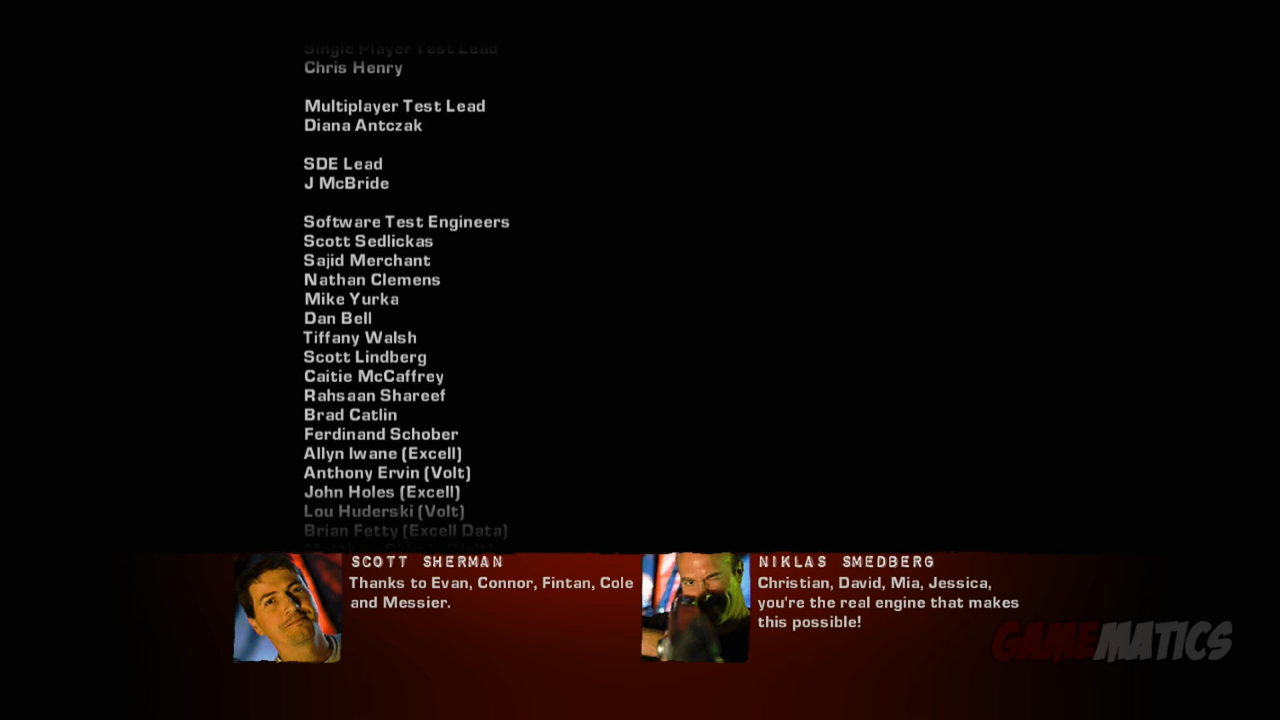 Single Player Test Lead
Chris Henry
Multiplayer Test Lead
Diana Antczak
SDE Lead
J McBride
Software Test Engineers
Scott Sedlickas
Sajid Merchant
Nathan Clemens
Mike Yurka
Dan Bell
Tiffany Walsh
Scott Lindberg
Caitie McCaffrey
Rahsaan Shareef
Brad Catlin
Ferdinand Schober
Allyn Iwane (Excell)
Anthony Ervin (Volt)
John Holes (Excell)
Lou Huderski (Volt)
Brian Fetty (Excell Data)
SCOTT SHERMAN
Thanks to Evan, Connor, Fintan, Cole
and Messier.
NIKLAS SMEDBERG
Christian, David, Mia, Jessica,
you're the real engine that makes
this possible!
GAMEMATICS